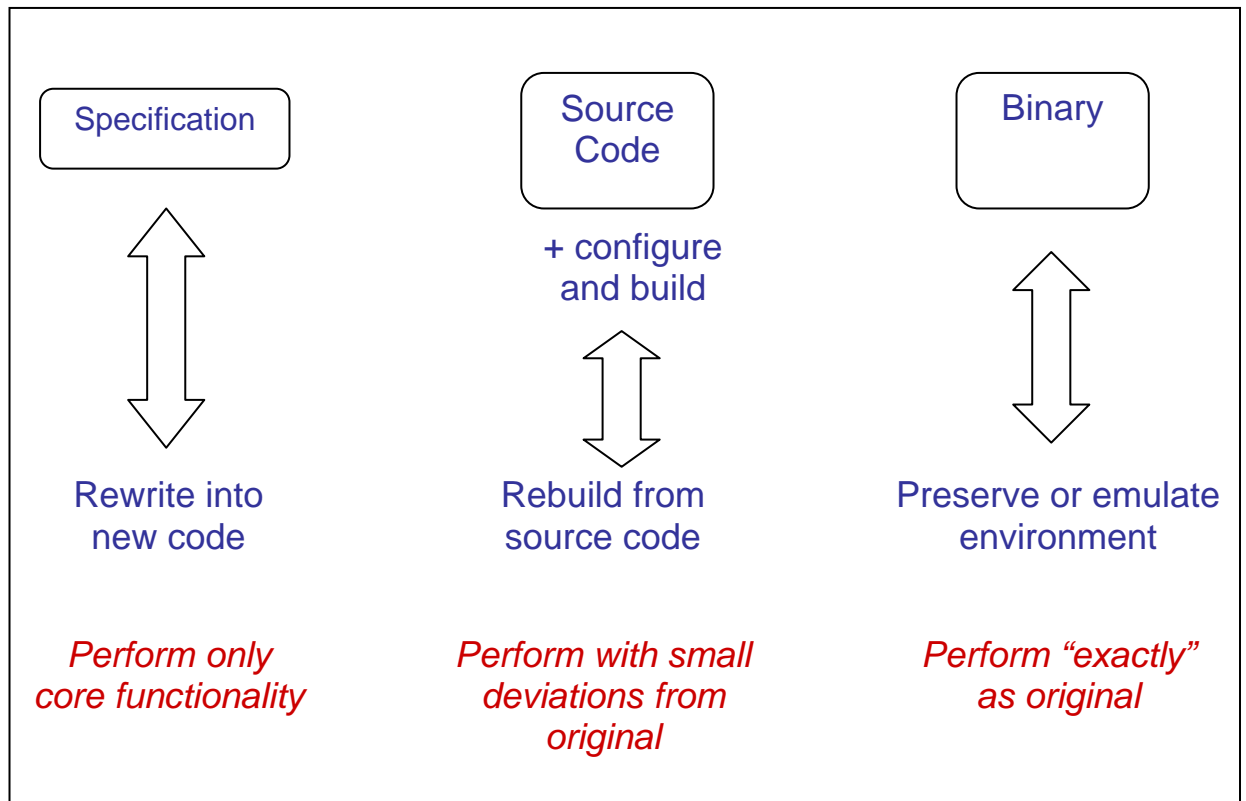 Specification
Source
Code
+ configure
and build
Binary
Rewrite into
new code
Rebuild from
source code
Preserve or emulate
environment
Perform only
core functionality
Perform with small
deviations from
original
Perform “exactly”
as original